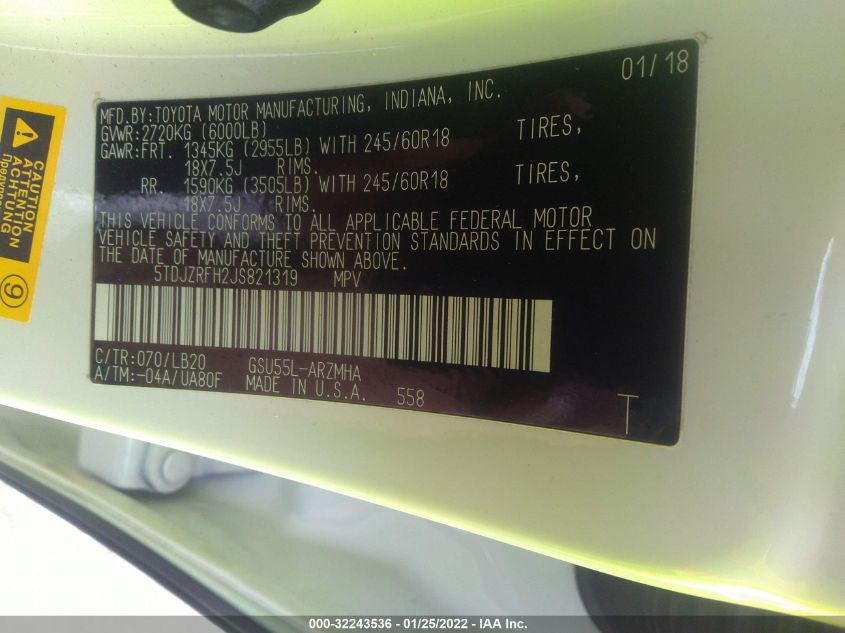 01/18
MFD.BY:TOYOTA MOTOR MANUFACTURING, INDIANA, INC.
GVWR:2720KG (6000LB)
GAWR:FRT. 1345KG (2955LB) WITH 245/60R18 TIRES,
18X7.5J RIMS.
RR. 1590KG (3505LB) WITH 245/60R18 TIRES,
18X7.5J RIMS.
THIS VEHICLE CONFORMS TO ALL APPLICABLE FEDERAL MOTOR
VEHICLE SAFETY AND THEFT PREVENTION STANDARDS IN EFFECT ON
THE DATE OF MANUFACTURE SHOWN ABOVE.
5TDJZRFH2JS821319 MPV
C/TR:070/LB20 GSU55L-ARZMHA
A/TM:-04A/UA80F MADE IN U.S.A. 558
T
CAUTION
ATTENTION
ACHTUNG
9
000-32243536 - 01/25/2022 - IAA Inc.